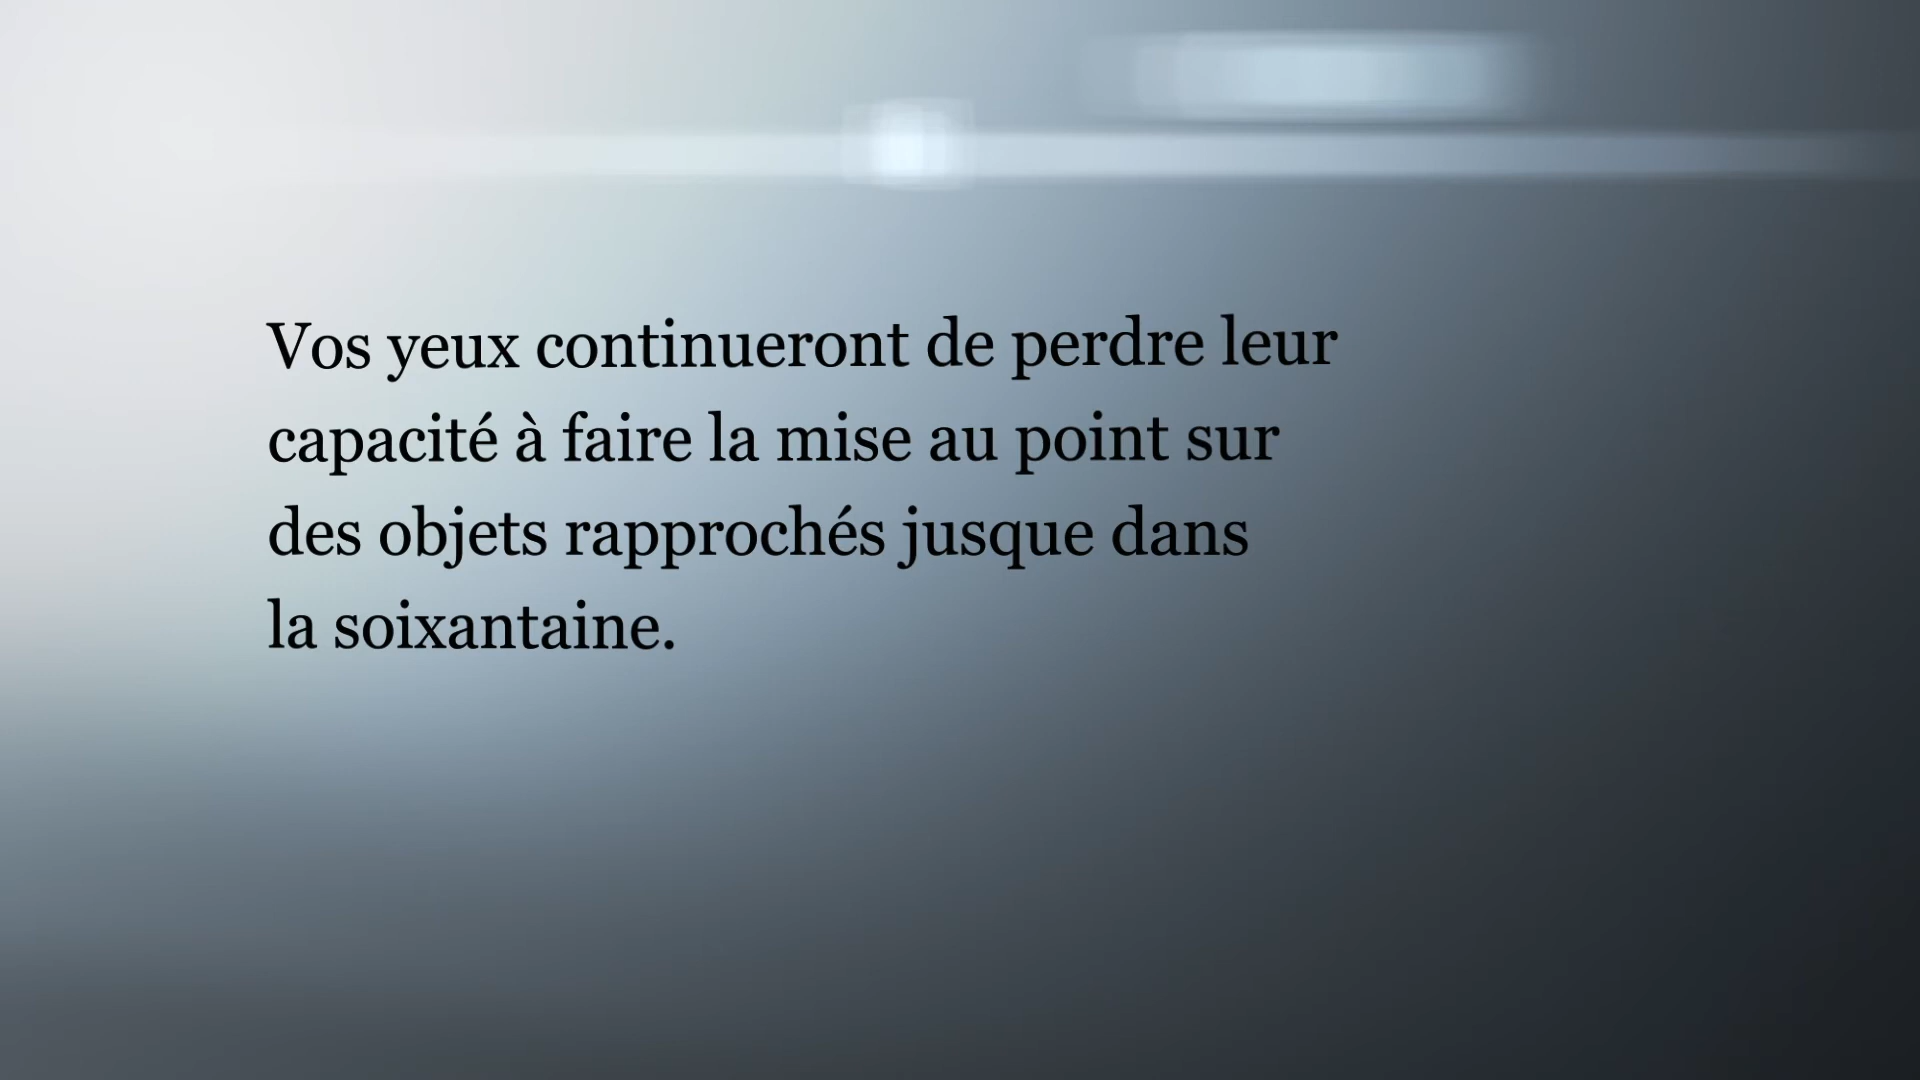 Vos yeux continueront de perdre leur
capacité à faire la mise au point sur
des objets rapprochés jusque dans
la soixantaine.